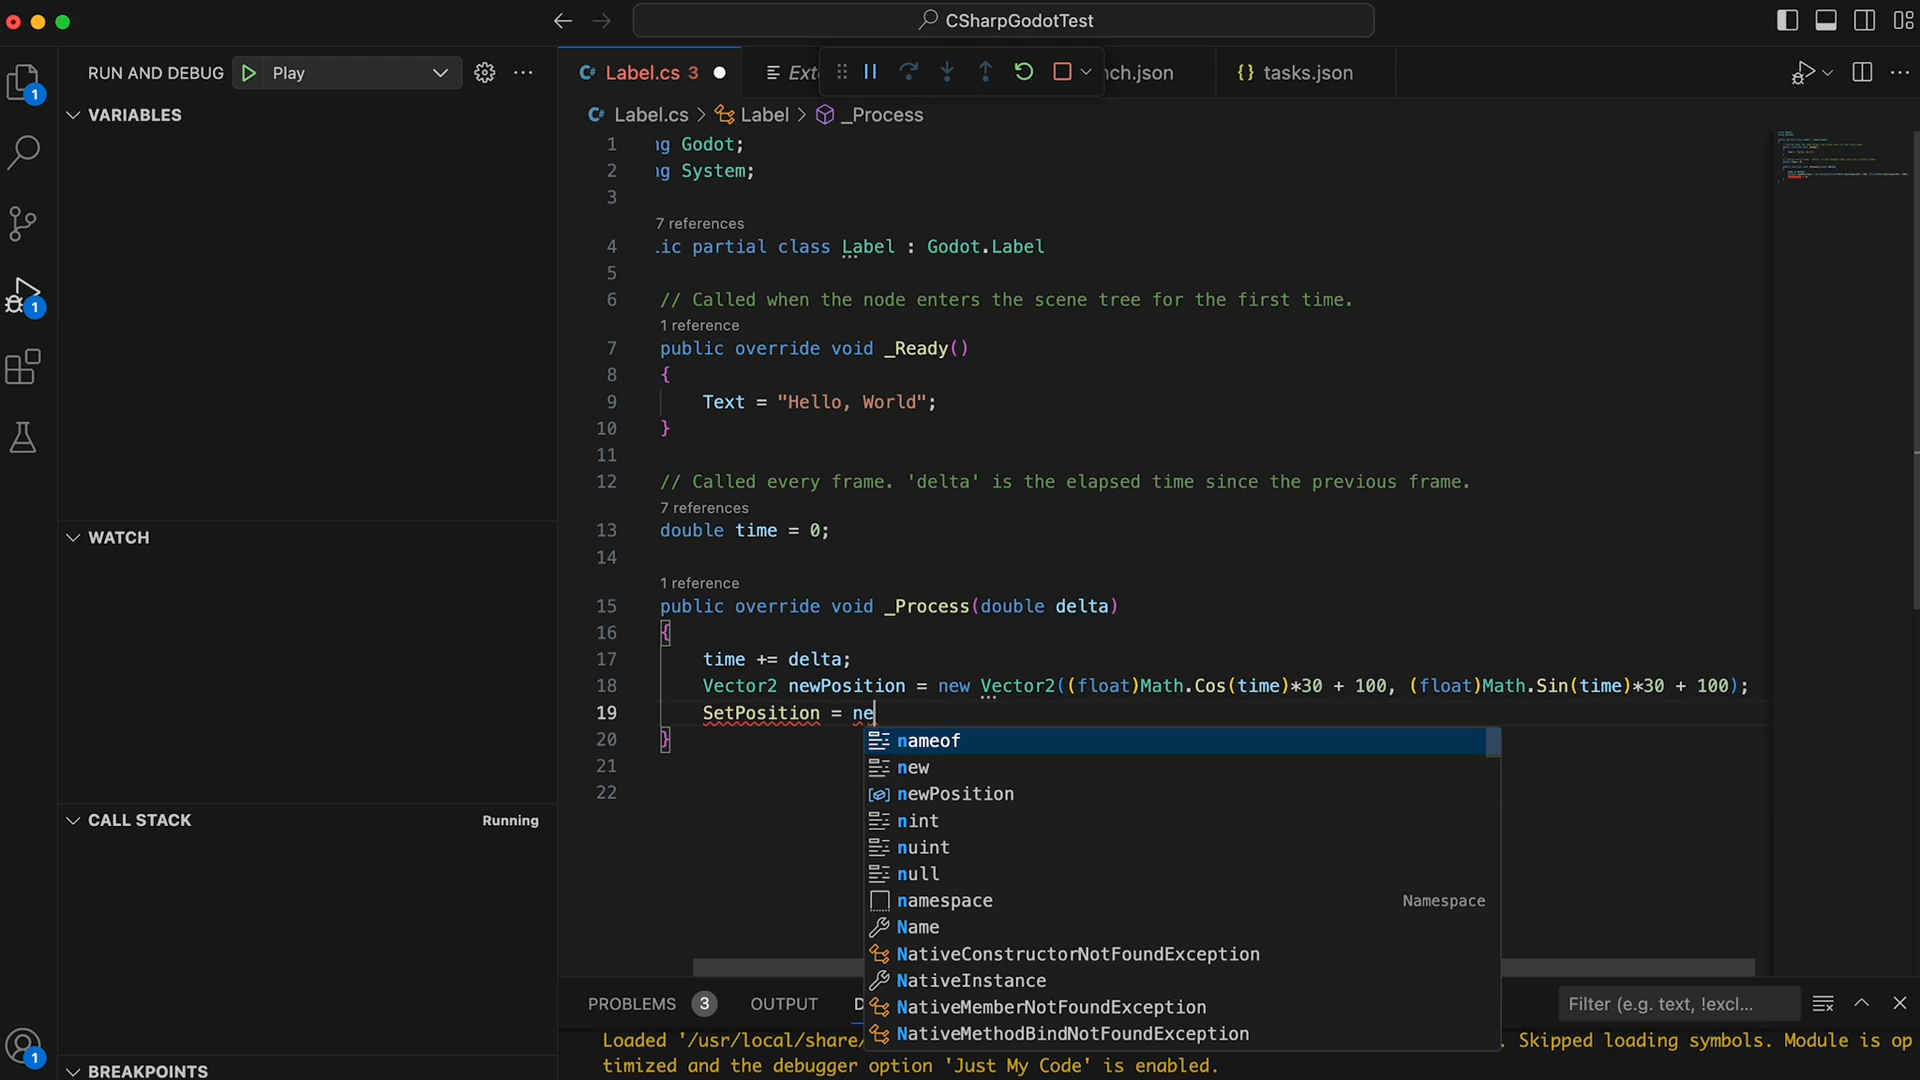 CSharpGodotTest
RUN AND DEBUG
Play
Label.cs 3
Exte
nch.json
{} tasks.json
Label.cs > Label > _Process
VARIABLES
WATCH
CALL STACK
Running
BREAKPOINTS
1
1
1
1 ng Godot;
2 ng System;
3
7 references
4 lic partial class Label : Godot.Label
5
6 // Called when the node enters the scene tree for the first time.
1 reference
7 public override void _Ready()
8 {
9 Text = "Hello, World";
10 }
11
12 // Called every frame. 'delta' is the elapsed time since the previous frame.
7 references
13 double time = 0;
14
1 reference
15 public override void _Process(double delta)
16 {
17 time += delta;
18 Vector2 newPosition = new Vector2((float)Math.Cos(time)*30 + 100, (float)Math.Sin(time)*30 + 100);
19 SetPosition = ne
20 }
21
22
nameof
new
newPosition
nint
nuint
null
namespace Namespace
Name
NativeConstructorNotFoundException
NativeInstance
NativeMemberNotFoundException
NativeMethodBindNotFoundException
PROBLEMS 3 OUTPUT D
Filter (e.g. text, !excl...
Loaded '/usr/local/share/ . Skipped loading symbols. Module is op
timized and the debugger option 'Just My Code' is enabled.